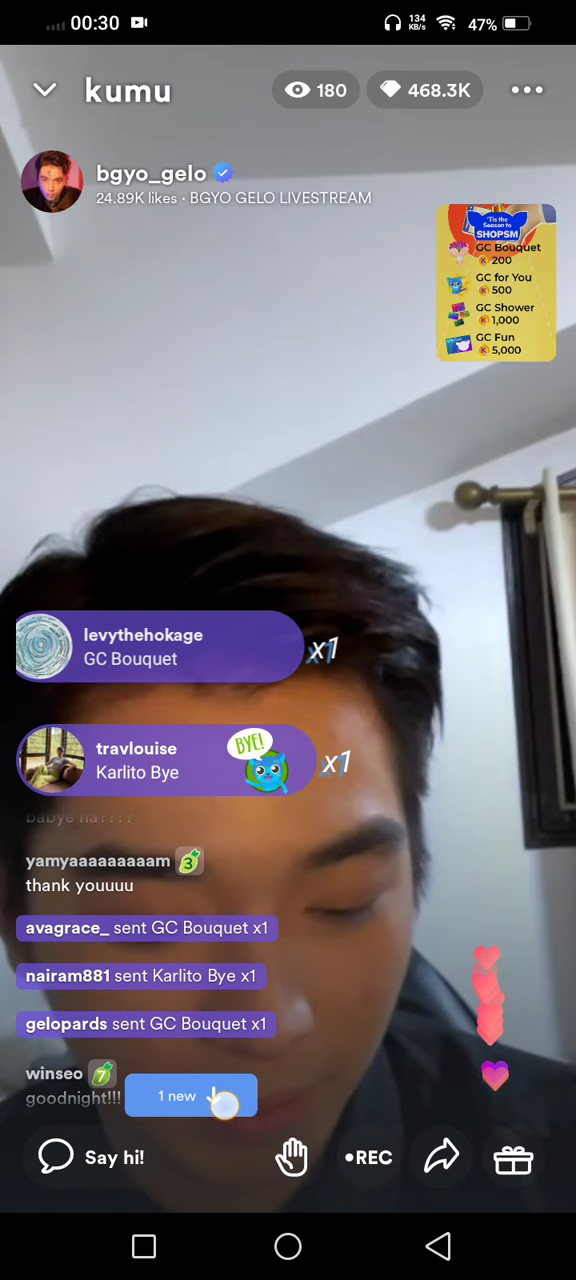 00:30
134
KB/s
47%
kumu
180
468.3K
bgyo_gelo
24.89K likes · BGYO GELO LIVESTREAM
'Tis the
Season to
SHOPSM
GC Bouquet
K 200
GC for You
K 500
GC Shower
K 1,000
GC Fun
K 5,000
levythehokage
GC Bouquet
x1
travlouise
Karlito Bye
BYE!
x1
babye na????
yamyaaaaaaaaam 3
thank youuuu
avagrace_ sent GC Bouquet x1
nairam881 sent Karlito Bye x1
gelopards sent GC Bouquet x1
winseo 7
goodnight!!!
1 new
Say hi!
•REC